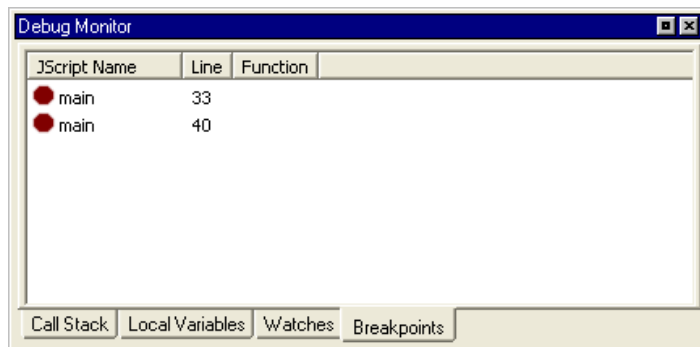 Debug Monitor
JScript Name Line Function
main 33
main 40
Call Stack Local Variables Watches Breakpoints